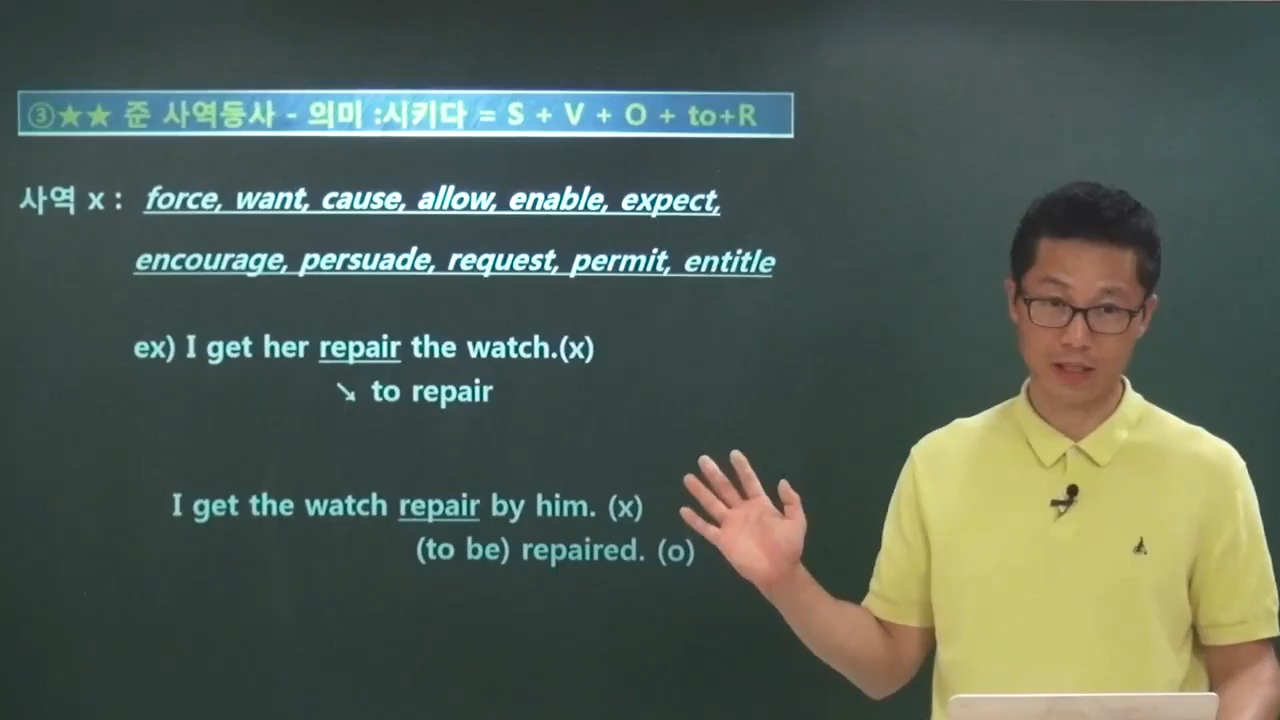 ③★★ 준 사역동사 - 의미 :시키다 = S + V + O + to+R
사역 x : force, want, cause, allow, enable, expect,
encourage, persuade, request, permit, entitle
ex) I get her repair the watch.(x)
↘ to repair
I get the watch repair by him. (x)
(to be) repaired. (o)